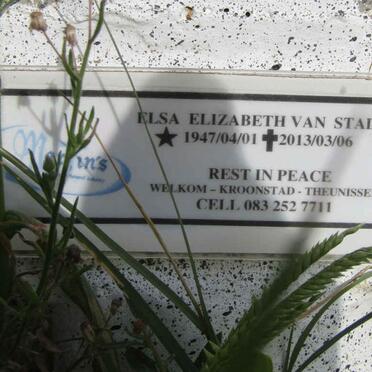 ELSA ELIZABETH VAN STAD
★ 1947/04/01 ✝ 2013/03/06
REST IN PEACE
WELKOM – KROONSTAD - THEUNISSE
CELL 083 252 7711